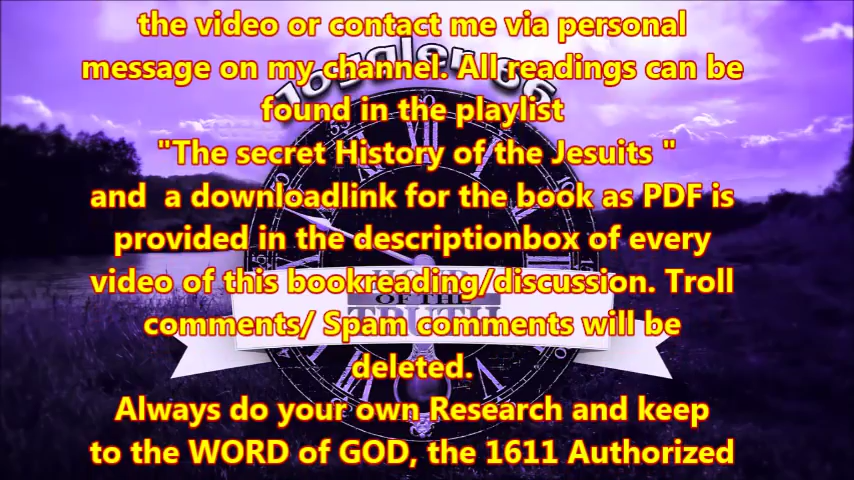 the video or contact me via personal
message on my channel. All readings can be
found in the playlist
"The secret History of the Jesuits "
and a downloadlink for the book as PDF is
provided in the descriptionbox of every
video of this bookreading/discussion. Troll
comments/ Spam comments will be
deleted.
Always do your own Research and keep
to the WORD of GOD, the 1611 Authorized
OF THE
TRUTH